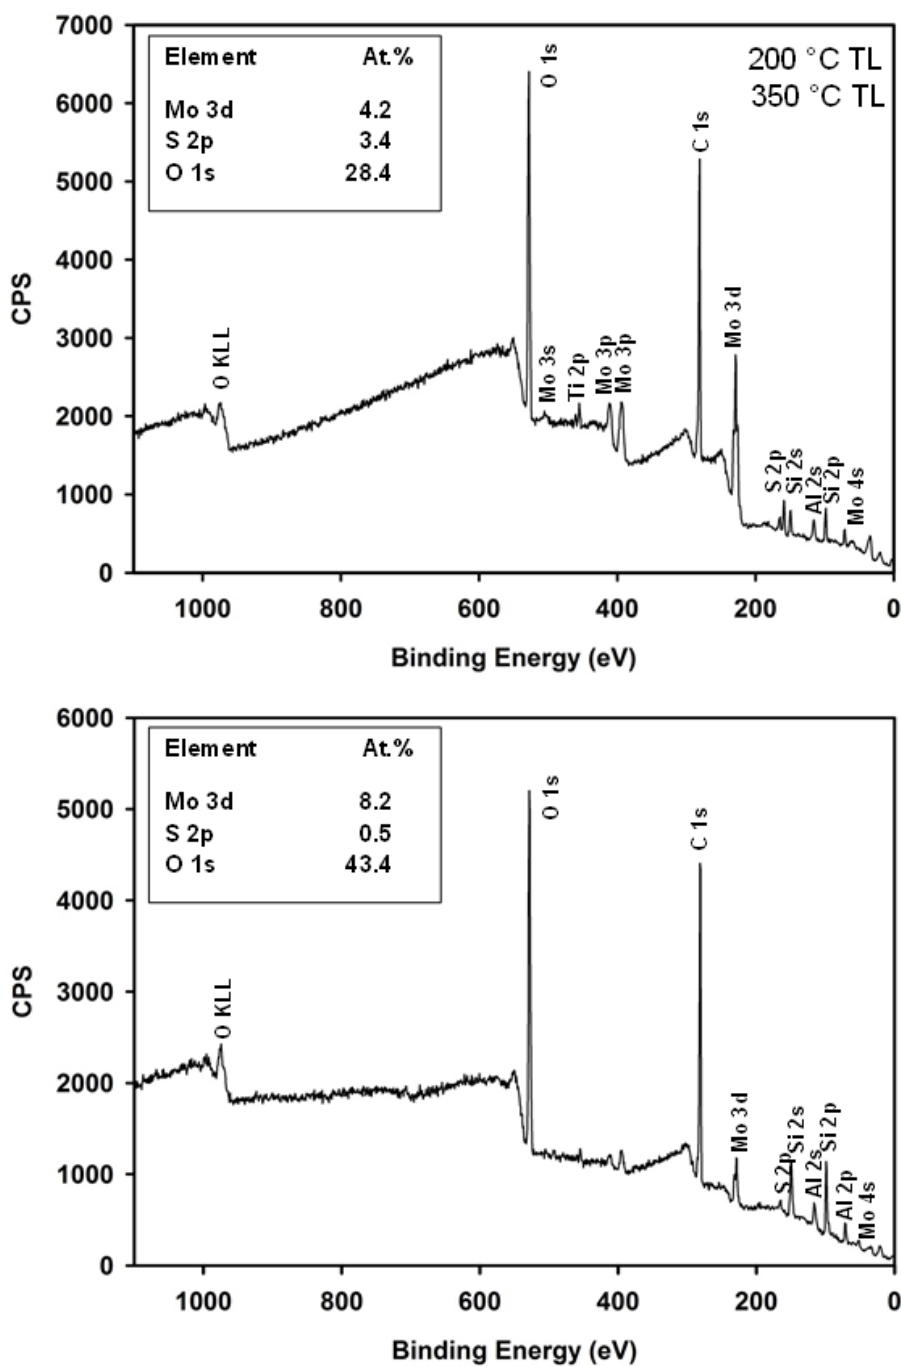 7000
6000
5000
4000
3000
2000
1000
0
CPS
Element At.%
Mo 3d 4.2
S 2p 3.4
O 1s 28.4
200 °C TL
350 °C TL
O KLL
O 1s
Mo 3s
Ti 2p
Mo 3p
Mo 3p
C 1s
Mo 3d
S 2p
Si 2s
Al 2s
Si 2p
Mo 4s
1000 800 600 400 200 0
Binding Energy (eV)
6000
5000
4000
3000
2000
1000
0
CPS
Element At.%
Mo 3d 8.2
S 2p 0.5
O 1s 43.4
O KLL
O 1s
C 1s
Mo 3d
S 2p
Si 2s
Al 2s
Si 2p
Al 2p
Mo 4s
1000 800 600 400 200 0
Binding Energy (eV)